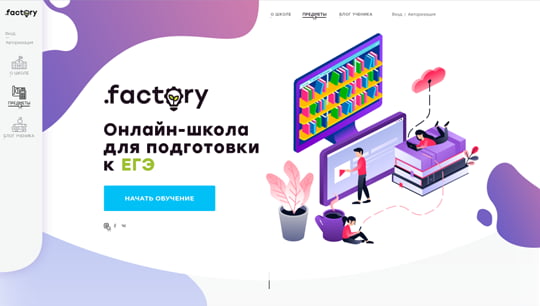 .factory
Вход
Авторизация
О ШКОЛЕ
ПРЕДМЕТЫ
БЛОГ УЧЕНИКА
О ШКОЛЕ ПРЕДМЕТЫ БЛОГ УЧЕНИКА Вход / Авторизация
.factory
Онлайн-школа
для подготовки
к ЕГЭ
НАЧАТЬ ОБУЧЕНИЕ